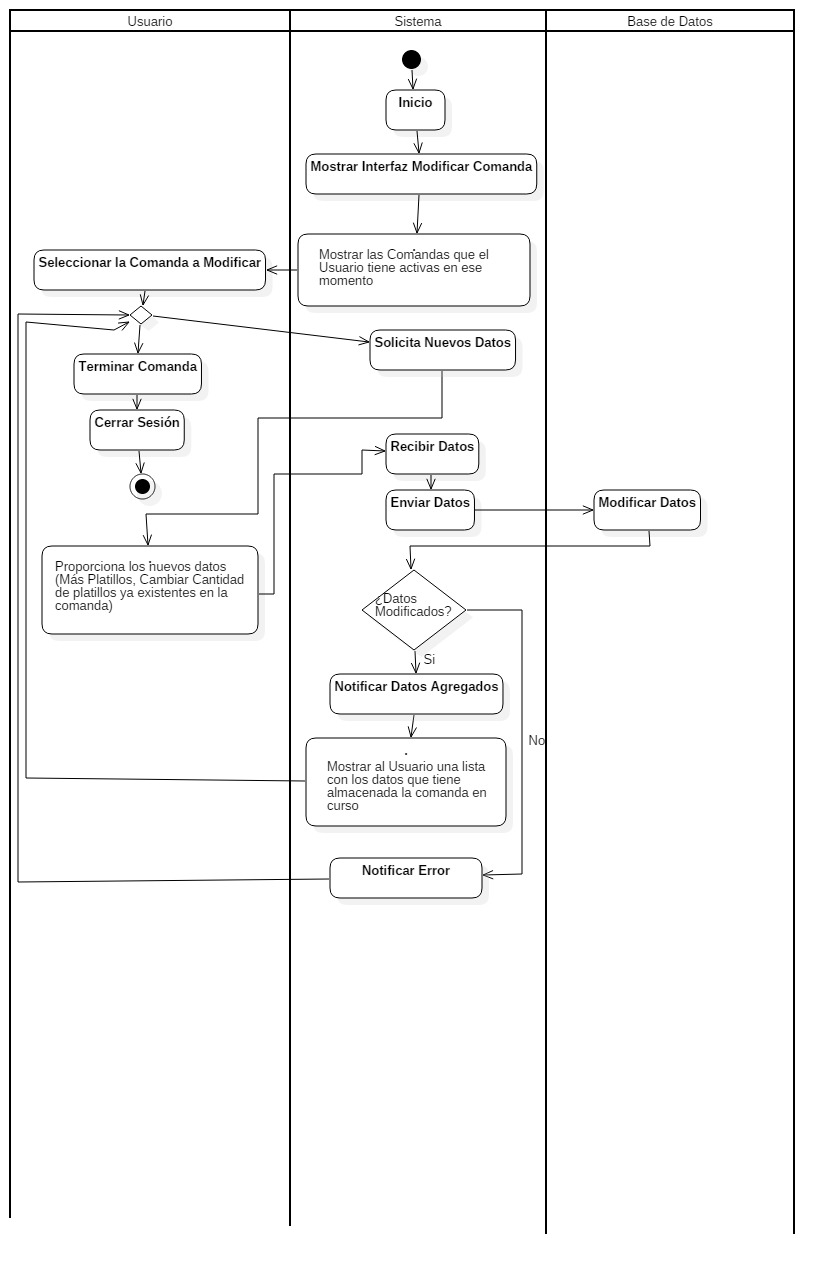 Usuario
Sistema
Base de Datos
Inicio
Mostrar Interfaz Modificar Comanda
Mostrar las Comandas que el
Usuario tiene activas en ese
momento
Seleccionar la Comanda a Modificar
Solicita Nuevos Datos
Terminar Comanda
Cerrar Sesión
Recibir Datos
Enviar Datos
Modificar Datos
Proporciona los nuevos datos
(Más Platillos, Cambiar Cantidad
de platillos ya existentes en la
comanda)
¿Datos
Modificados?
Si
Notificar Datos Agregados
No
Mostrar al Usuario una lista
con los datos que tiene
almacenada la comanda en
curso
Notificar Error